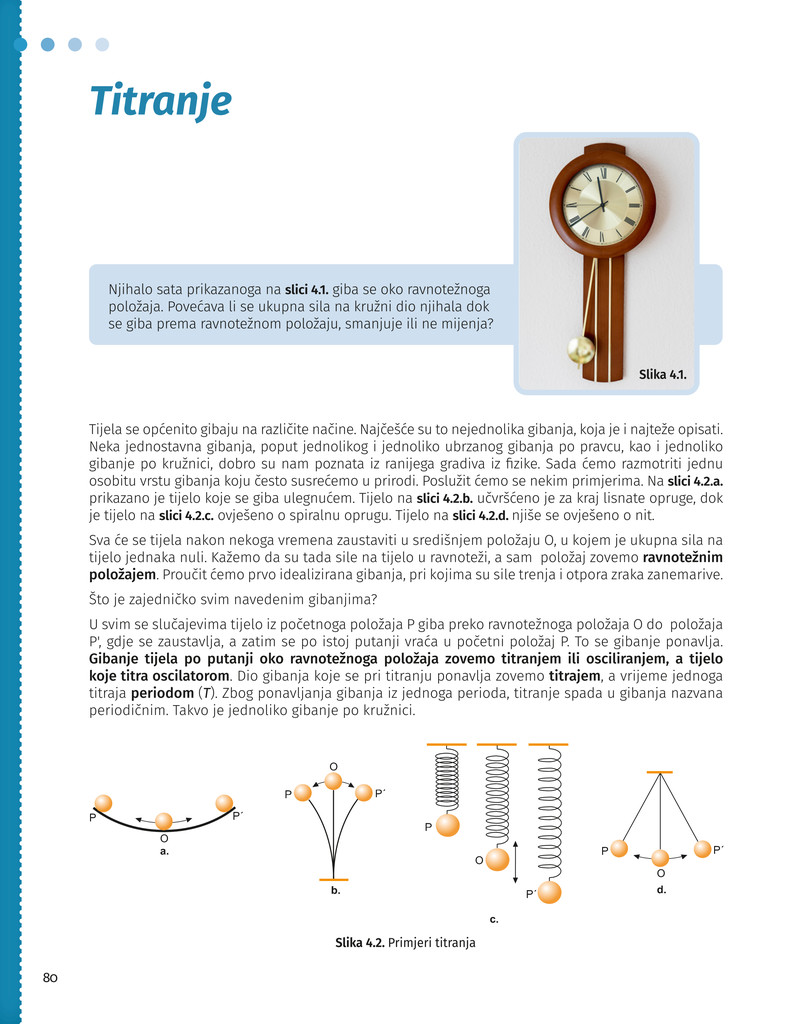 Titranje
Njihalo sata prikazanoga na slici 4.1. giba se oko ravnotežnoga
položaja. Povećava li se ukupna sila na kružni dio njihala dok
se giba prema ravnotežnom položaju, smanjuje ili ne mijenja?
Slika 4.1.
Tijela se općenito gibaju na različite načine. Najčešće su to nejednolika gibanja, koja je i najteže opisati.
Neka jednostavna gibanja, poput jednolikog i jednoliko ubrzanog gibanja po pravcu, kao i jednoliko
gibanje po kružnici, dobro su nam poznata iz ranijega gradiva iz fizike. Sada ćemo razmotriti jednu
osobitu vrstu gibanja koju često susrećemo u prirodi. Poslužit ćemo se nekim primjerima. Na slici 4.2.a.
prikazano je tijelo koje se giba ulegnućem. Tijelo na slici 4.2.b. učvršćeno je za kraj lisnate opruge, dok
je tijelo na slici 4.2.c. ovješeno o spiralnu oprugu. Tijelo na slici 4.2.d. njiše se ovješeno o nit.
Sva će se tijela nakon nekoga vremena zaustaviti u središnjem položaju O, u kojem je ukupna sila na
tijelo jednaka nuli. Kažemo da su tada sile na tijelo u ravnoteži, a sam položaj zovemo ravnotežnim
položajem. Proučit ćemo prvo idealizirana gibanja, pri kojima su sile trenja i otpora zraka zanemarive.
Što je zajedničko svim navedenim gibanjima?
U svim se slučajevima tijelo iz početnoga položaja P giba preko ravnotežnoga položaja O do položaja
P', gdje se zaustavlja, a zatim se po istoj putanji vraća u početni položaj P. To se gibanje ponavlja.
Gibanje tijela po putanji oko ravnotežnoga položaja zovemo titranjem ili osciliranjem, a tijelo
koje titra oscilatorom. Dio gibanja koje se pri titranju ponavlja zovemo titrajem, a vrijeme jednoga
titraja periodom (T). Zbog ponavljanja gibanja iz jednoga perioda, titranje spada u gibanja nazvana
periodičnim. Takvo je jednoliko gibanje po kružnici.
P
O
P´
a.
P
O
P´
b.
P
O
P´
c.
P
O
P´
d.
Slika 4.2. Primjeri titranja
80